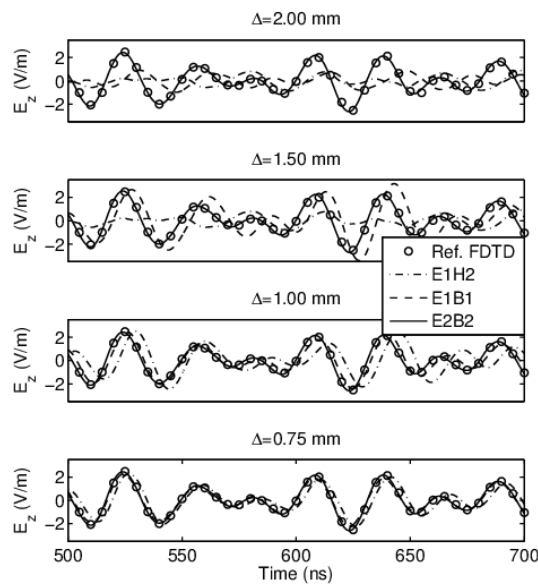 Δ=2.00 mm
E_z (V/m)
2
0
−2
Δ=1.50 mm
E_z (V/m)
2
0
−2
Ref. FDTD
E1H2
E1B1
E2B2
Δ=1.00 mm
E_z (V/m)
2
0
−2
Δ=0.75 mm
E_z (V/m)
2
0
−2
500 550 600 650 700
Time (ns)